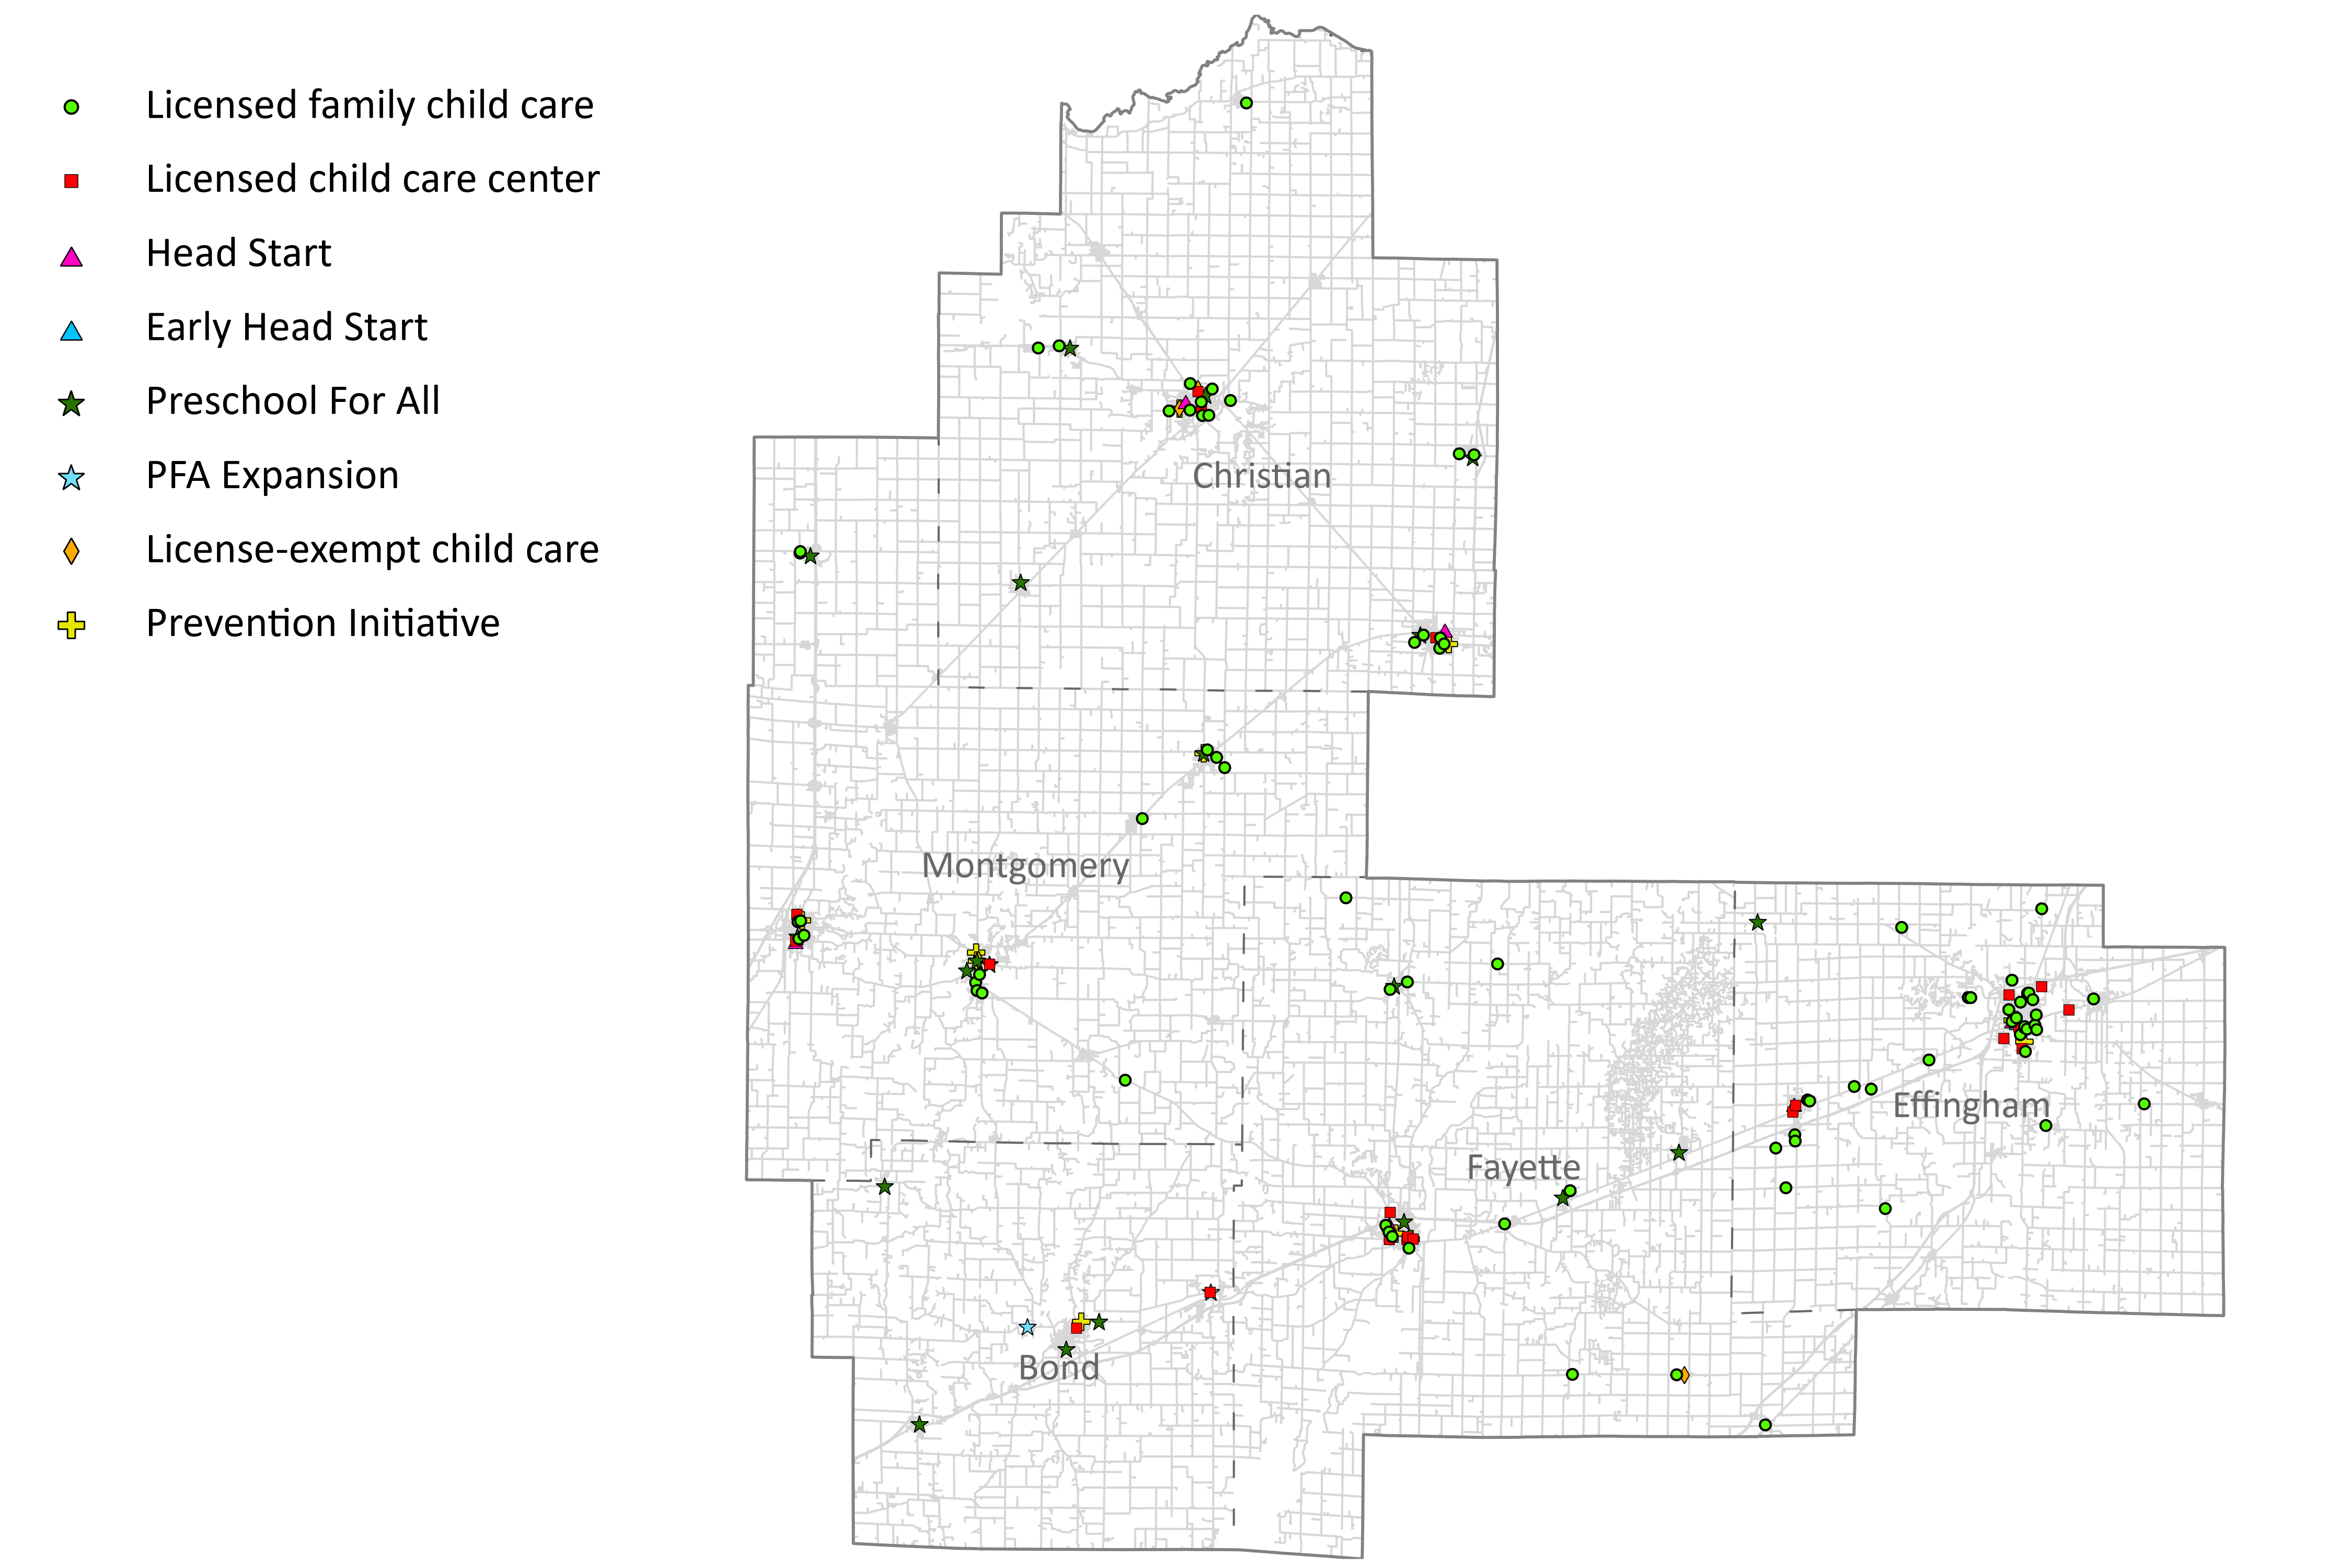 Licensed family child care
Licensed child care center
Head Start
Early Head Start
Preschool For All
PFA Expansion
License-exempt child care
Prevention Initiative
Christian
Montgomery
Effingham
Fayette
Bond